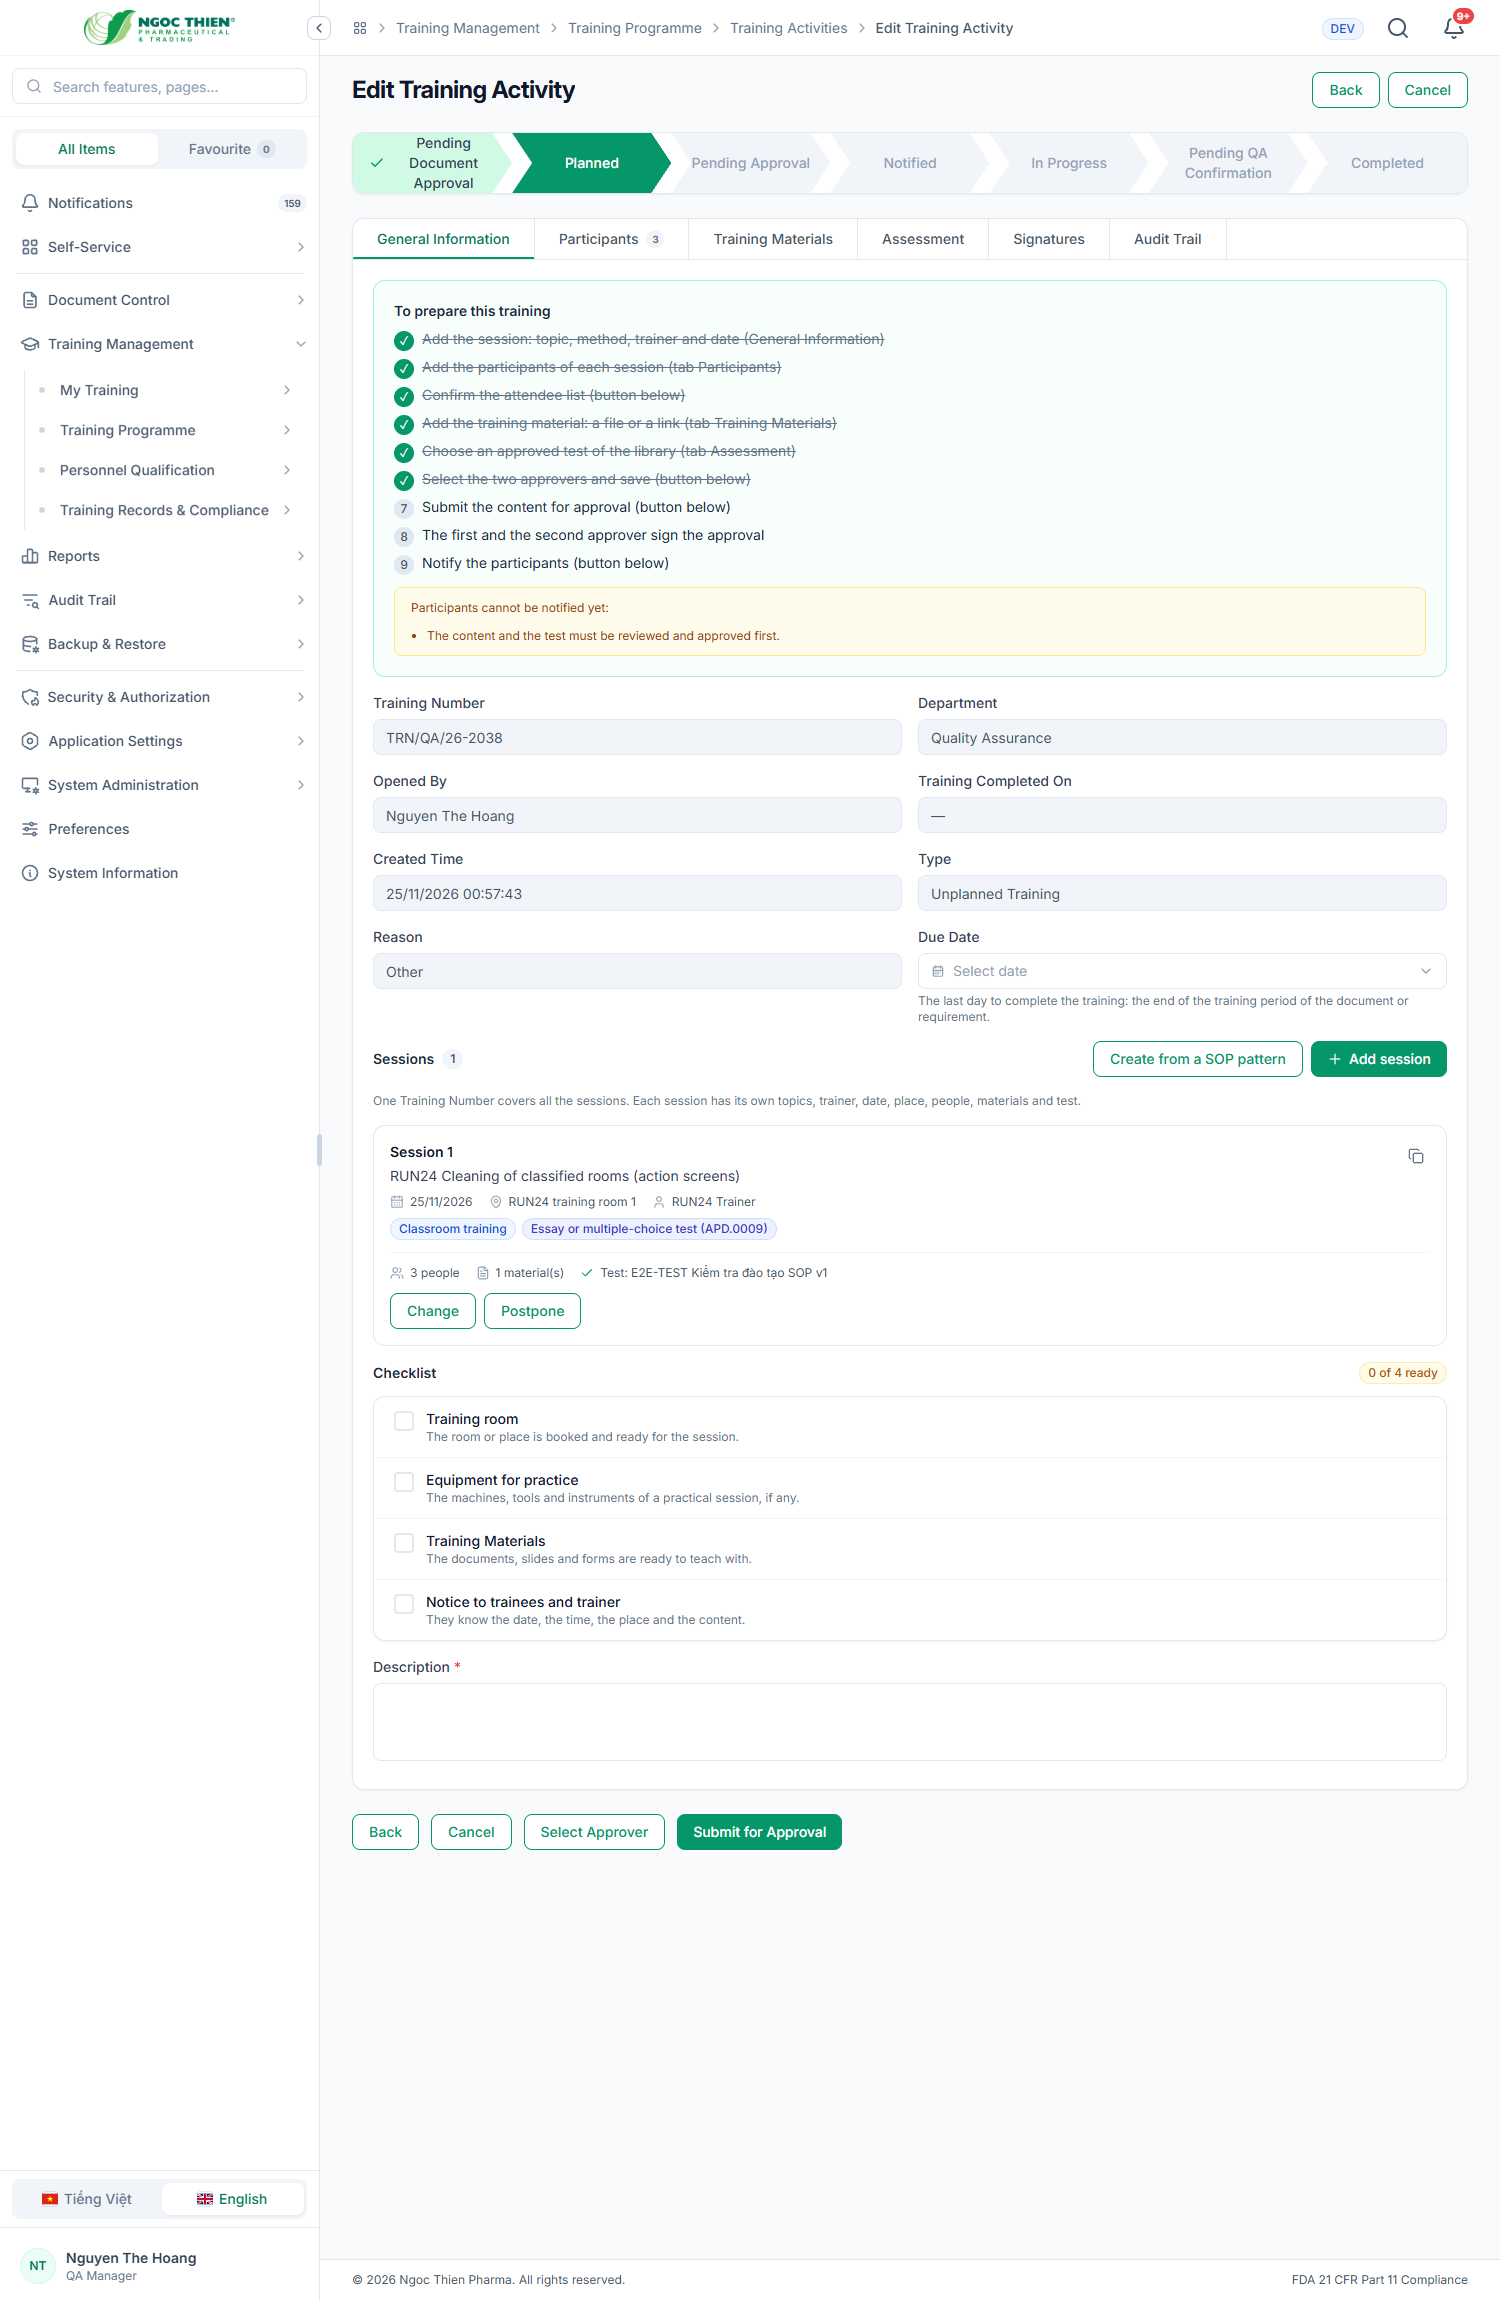 NGOC THIEN®
PHARMACEUTICAL
& TRADING
Training Management
Training Programme
Training Activities
Edit Training Activity
DEV
9+
Search features, pages...
All Items
Favourite 0
Notifications 159
Self-Service
Document Control
Training Management
My Training
Training Programme
Personnel Qualification
Training Records & Compliance
Reports
Audit Trail
Backup & Restore
Security & Authorization
Application Settings
System Administration
Preferences
System Information
Tiếng Việt
English
NT
Nguyen The Hoang
QA Manager
Edit Training Activity
Back
Cancel
Pending
Document
Approval
Planned
Pending Approval
Notified
In Progress
Pending QA
Confirmation
Completed
General Information
Participants 3
Training Materials
Assessment
Signatures
Audit Trail
To prepare this training
Add the session: topic, method, trainer and date (General Information)
Add the participants of each session (tab Participants)
Confirm the attendee list (button below)
Add the training material: a file or a link (tab Training Materials)
Choose an approved test of the library (tab Assessment)
Select the two approvers and save (button below)
7 Submit the content for approval (button below)
8 The first and the second approver sign the approval
9 Notify the participants (button below)
Participants cannot be notified yet:
• The content and the test must be reviewed and approved first.
Training Number
TRN/QA/26-2038
Department
Quality Assurance
Opened By
Nguyen The Hoang
Training Completed On
—
Created Time
25/11/2026 00:57:43
Type
Unplanned Training
Reason
Other
Due Date
Select date
The last day to complete the training: the end of the training period of the document or
requirement.
Sessions 1
Create from a SOP pattern
+ Add session
One Training Number covers all the sessions. Each session has its own topics, trainer, date, place, people, materials and test.
Session 1
RUN24 Cleaning of classified rooms (action screens)
25/11/2026 RUN24 training room 1 RUN24 Trainer
Classroom training Essay or multiple-choice test (APD.0009)
3 people 1 material(s) Test: E2E-TEST Kiểm tra đào tạo SOP v1
Change
Postpone
Checklist
0 of 4 ready
Training room
The room or place is booked and ready for the session.
Equipment for practice
The machines, tools and instruments of a practical session, if any.
Training Materials
The documents, slides and forms are ready to teach with.
Notice to trainees and trainer
They know the date, the time, the place and the content.
Description *
Back
Cancel
Select Approver
Submit for Approval
© 2026 Ngoc Thien Pharma. All rights reserved.
FDA 21 CFR Part 11 Compliance